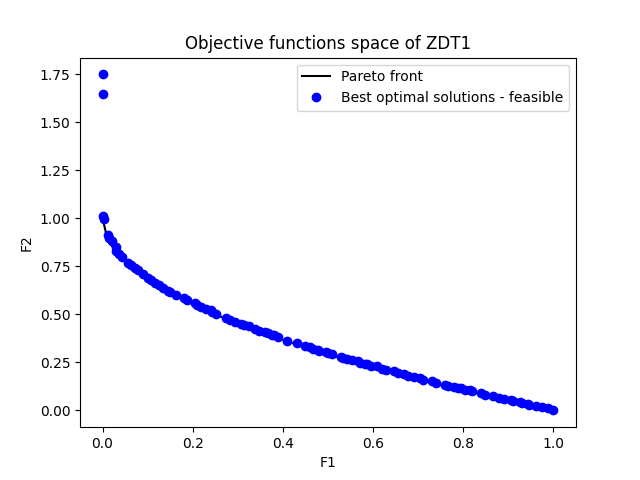 Objective functions space of ZDT1
Pareto front
Best optimal solutions - feasible
1.75
1.50
1.25
1.00
0.75
0.50
0.25
0.00
F2
0.0 0.2 0.4 0.6 0.8 1.0
F1